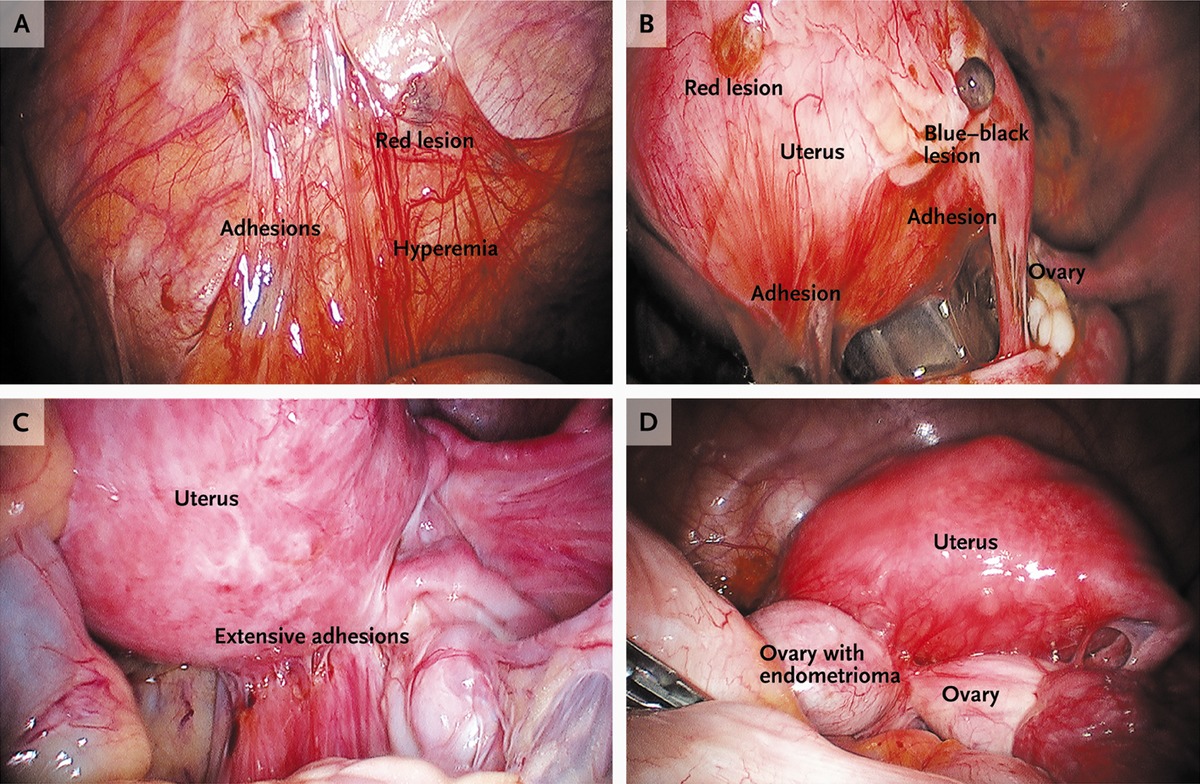 A
Red lesion
Adhesions
Hyperemia
B
Red lesion
Uterus
Blue–black
lesion
Adhesion
Ovary
Adhesion
C
Uterus
Extensive adhesions
D
Uterus
Ovary with
endometrioma
Ovary